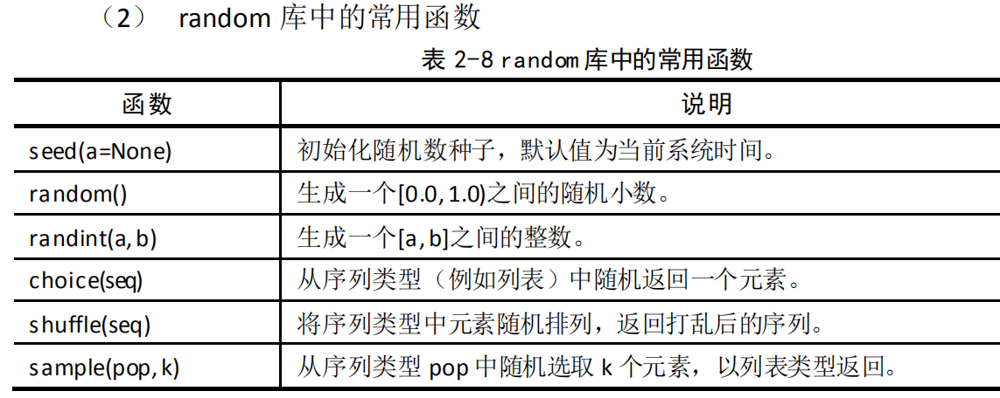 （2） random 库中的常用函数
表 2-8 random 库中的常用函数
函数 说明
seed(a=None) 初始化随机数种子，默认值为当前系统时间。
random() 生成一个[0.0, 1.0)之间的随机小数。
randint(a, b) 生成一个[a, b]之间的整数。
choice(seq) 从序列类型（例如列表）中随机返回一个元素。
shuffle(seq) 将序列类型中元素随机排列，返回打乱后的序列。
sample(pop, k) 从序列类型 pop 中随机选取 k 个元素，以列表类型返回。